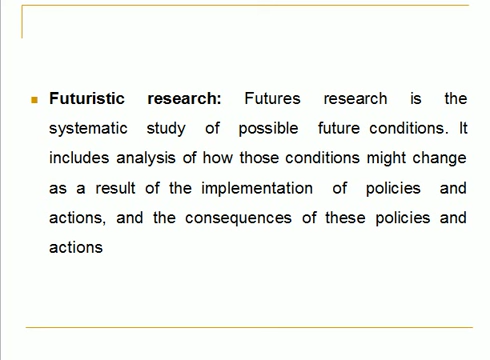 Futuristic research: Futures research is the
systematic study of possible future conditions. It
includes analysis of how those conditions might change
as a result of the implementation of policies and
actions, and the consequences of these policies and
actions